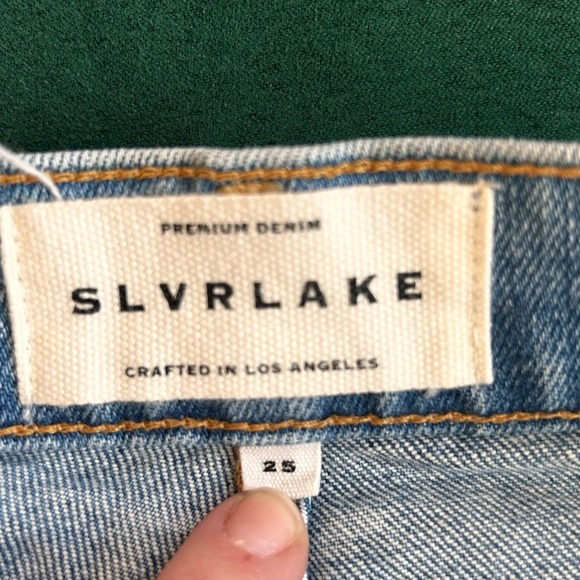 PREMIUM DENIM
SLVRLAKE
CRAFTED IN LOS ANGELES
25